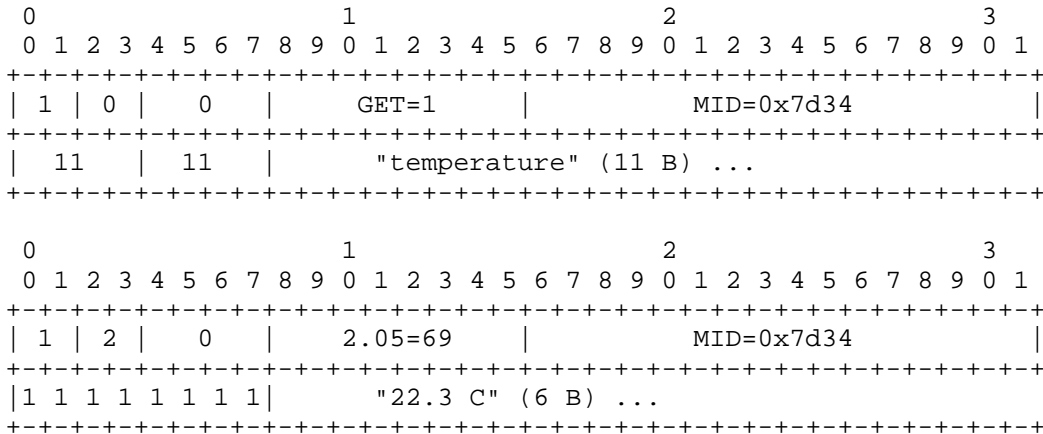 0                   1                   2                   3
 0 1 2 3 4 5 6 7 8 9 0 1 2 3 4 5 6 7 8 9 0 1 2 3 4 5 6 7 8 9 0 1
+-+-+-+-+-+-+-+-+-+-+-+-+-+-+-+-+-+-+-+-+-+-+-+-+-+-+-+-+-+-+-+-+
| 1 | 0 |   0   |     GET=1     |          MID=0x7d34           |
+-+-+-+-+-+-+-+-+-+-+-+-+-+-+-+-+-+-+-+-+-+-+-+-+-+-+-+-+-+-+-+-+
|  11   |  11   |      "temperature" (11 B) ...
+-+-+-+-+-+-+-+-+-+-+-+-+-+-+-+-+-+-+-+-+-+-+-+-+-+-+-+-+-+-+-+-+

 0                   1                   2                   3
 0 1 2 3 4 5 6 7 8 9 0 1 2 3 4 5 6 7 8 9 0 1 2 3 4 5 6 7 8 9 0 1
+-+-+-+-+-+-+-+-+-+-+-+-+-+-+-+-+-+-+-+-+-+-+-+-+-+-+-+-+-+-+-+-+
| 1 | 2 |   0   |    2.05=69    |          MID=0x7d34           |
+-+-+-+-+-+-+-+-+-+-+-+-+-+-+-+-+-+-+-+-+-+-+-+-+-+-+-+-+-+-+-+-+
|1 1 1 1 1 1 1 1|      "22.3 C" (6 B) ...
+-+-+-+-+-+-+-+-+-+-+-+-+-+-+-+-+-+-+-+-+-+-+-+-+-+-+-+-+-+-+-+-+